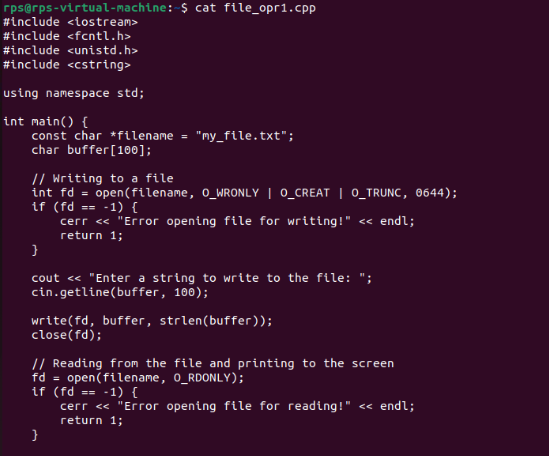 rps@rps-virtual-machine:~$ cat file_opr1.cpp
#include <iostream>
#include <fcntl.h>
#include <unistd.h>
#include <cstring>

using namespace std;

int main() {
    const char *filename = "my_file.txt";
    char buffer[100];

    // Writing to a file
    int fd = open(filename, O_WRONLY | O_CREAT | O_TRUNC, 0644);
    if (fd == -1) {
        cerr << "Error opening file for writing!" << endl;
        return 1;
    }

    cout << "Enter a string to write to the file: ";
    cin.getline(buffer, 100);

    write(fd, buffer, strlen(buffer));
    close(fd);

    // Reading from the file and printing to the screen
    fd = open(filename, O_RDONLY);
    if (fd == -1) {
        cerr << "Error opening file for reading!" << endl;
        return 1;
    }